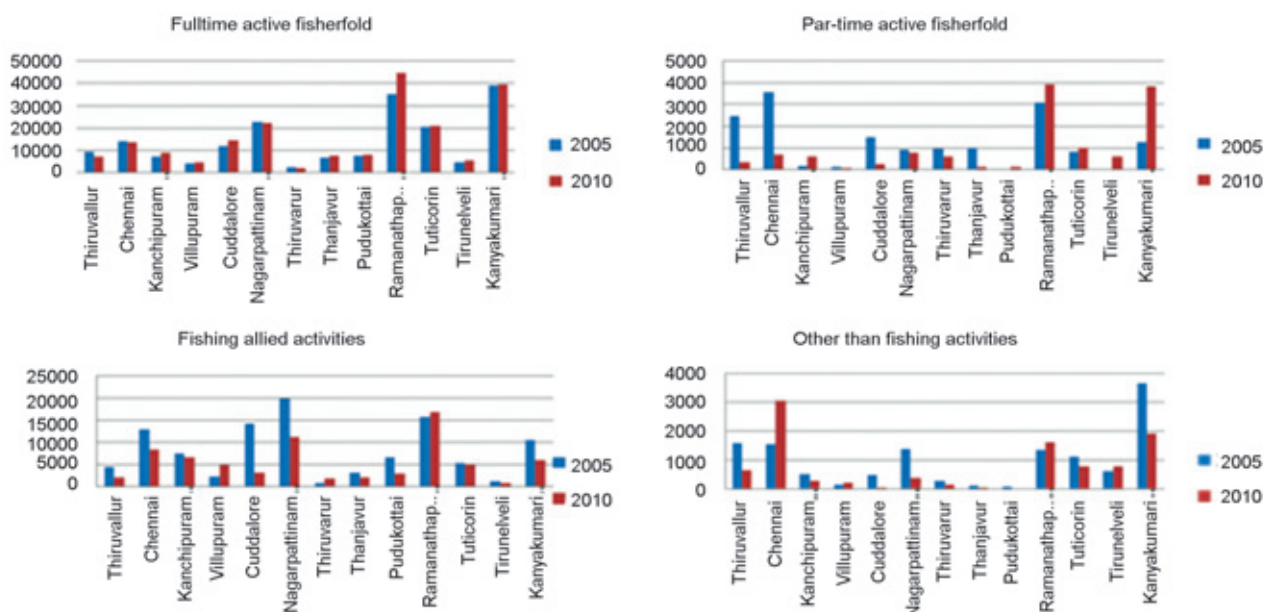 Fulltime active fisherfold
50000
40000
30000
20000
10000
0
Thiruvallur
Chennai
Kanchipuram
Villupuram
Cuddalore
Nagarpattinam
Thiruvarur
Thanjavur
Pudukottai
Ramanathap..
Tuticorin
Tirunelveli
Kanyakumari
2005
2010
Par-time active fisherfold
5000
4000
3000
2000
1000
0
Thiruvallur
Chennai
Kanchipuram
Villupuram
Cuddalore
Nagarpattinam
Thiruvarur
Thanjavur
Pudukottai
Ramanathap..
Tuticorin
Tirunelveli
Kanyakumari
2005
2010
Fishing allied activities
25000
20000
15000
10000
5000
0
Thiruvallur
Chennai
Kanchipuram
Villupuram
Cuddalore
Nagarpattinam
Thiruvarur
Thanjavur
Pudukottai
Ramanathap..
Tuticorin
Tirunelveli
Kanyakumari
2005
2010
Other than fishing activities
4000
3000
2000
1000
0
Thiruvallur
Chennai
Kanchipuram
Villupuram
Cuddalore
Nagarpattinam
Thiruvarur
Thanjavur
Pudukottai
Ramanathap..
Tuticorin
Tirunelveli
Kanyakumari
2005
2010